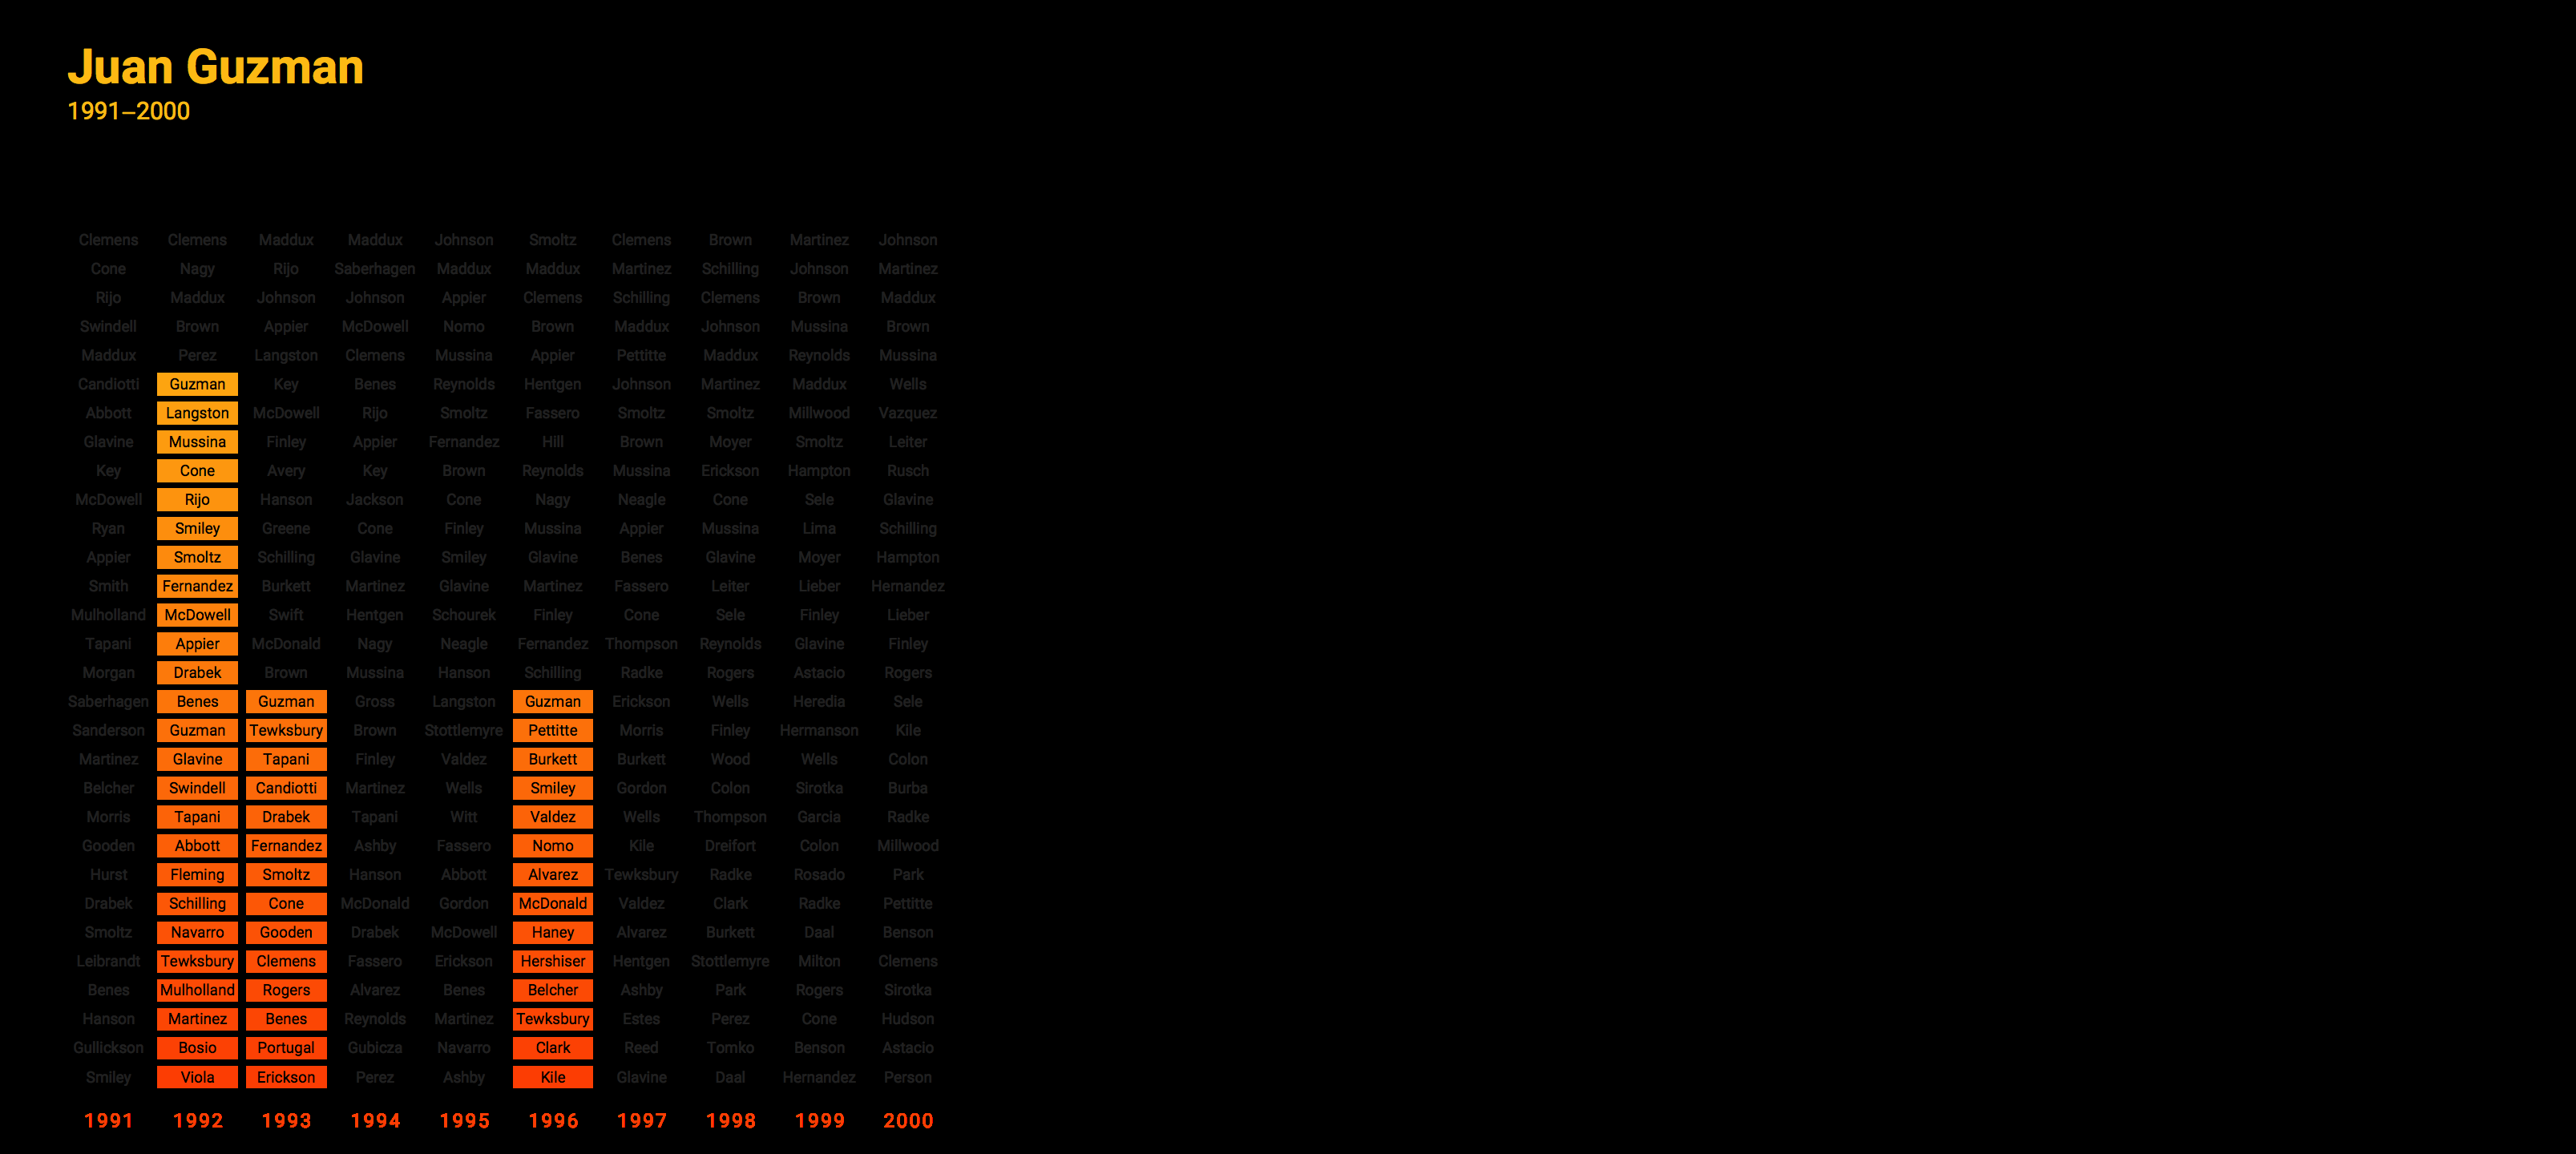 Juan Guzman
1991–2000
Clemens Clemens Maddux Maddux Johnson Smoltz Clemens Brown Martinez Johnson
Cone Nagy Rijo Saberhagen Maddux Maddux Martinez Schilling Johnson Martinez
Rijo Maddux Johnson Johnson Appier Clemens Schilling Clemens Brown Maddux
Swindell Brown Appier McDowell Nomo Brown Maddux Johnson Mussina Brown
Maddux Perez Langston Clemens Mussina Appier Pettitte Maddux Reynolds Mussina
Candiotti Guzman Key Benes Reynolds Hentgen Johnson Martinez Maddux Wells
Abbott Langston McDowell Rijo Smoltz Fassero Smoltz Smoltz Millwood Vazquez
Glavine Mussina Finley Appier Fernandez Hill Brown Moyer Smoltz Leiter
Key Cone Avery Key Brown Reynolds Mussina Erickson Hampton Rusch
McDowell Rijo Hanson Jackson Cone Nagy Neagle Cone Sele Glavine
Ryan Smiley Greene Cone Finley Mussina Appier Mussina Lima Schilling
Appier Smoltz Schilling Glavine Smiley Glavine Benes Glavine Moyer Hampton
Smith Fernandez Burkett Martinez Glavine Martinez Fassero Leiter Lieber Hernandez
Mulholland McDowell Swift Hentgen Schourek Finley Cone Sele Finley Lieber
Tapani Appier McDonald Nagy Neagle Fernandez Thompson Reynolds Glavine Finley
Morgan Drabek Brown Mussina Hanson Schilling Radke Rogers Astacio Rogers
Saberhagen Benes Guzman Gross Langston Guzman Erickson Wells Heredia Sele
Sanderson Guzman Tewksbury Brown Stottlemyre Pettitte Morris Finley Hermanson Kile
Martinez Glavine Tapani Finley Valdez Burkett Burkett Wood Wells Colon
Belcher Swindell Candiotti Martinez Wells Smiley Gordon Colon Sirotka Burba
Morris Tapani Drabek Tapani Witt Valdez Wells Thompson Garcia Radke
Gooden Abbott Fernandez Ashby Fassero Nomo Kile Dreifort Colon Millwood
Hurst Fleming Smoltz Hanson Abbott Alvarez Tewksbury Radke Rosado Park
Drabek Schilling Cone McDonald Gordon McDonald Valdez Clark Radke Pettitte
Smoltz Navarro Gooden Drabek McDowell Haney Alvarez Burkett Daal Benson
Leibrandt Tewksbury Clemens Fassero Erickson Hershiser Hentgen Stottlemyre Milton Clemens
Benes Mulholland Rogers Alvarez Benes Belcher Ashby Park Rogers Sirotka
Hanson Martinez Benes Reynolds Martinez Tewksbury Estes Perez Cone Hudson
Gullickson Bosio Portugal Gubicza Navarro Clark Reed Tomko Benson Astacio
Smiley Viola Erickson Perez Ashby Kile Glavine Daal Hernandez Person
1991 1992 1993 1994 1995 1996 1997 1998 1999 2000